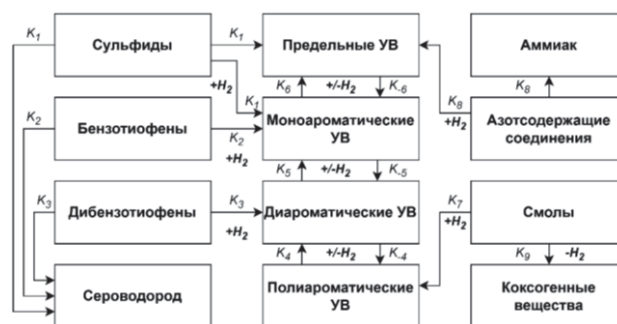 K1
Сульфиды
K1
Предельные УВ
Аммиак
+H2
K1
K6
+/-H2
K-6
K8
+H2
K8
K2
Бензотиофены
K2
+H2
Моноароматические
УВ
Азотсодержащие
соединения
K5
+/-H2
K-5
K3
Дибензотиофены
K3
+H2
Диароматические УВ
K7
+H2
Смолы
K4
+/-H2
K-4
K9
-H2
Сероводород
Полиароматические
УВ
Коксогенные
вещества